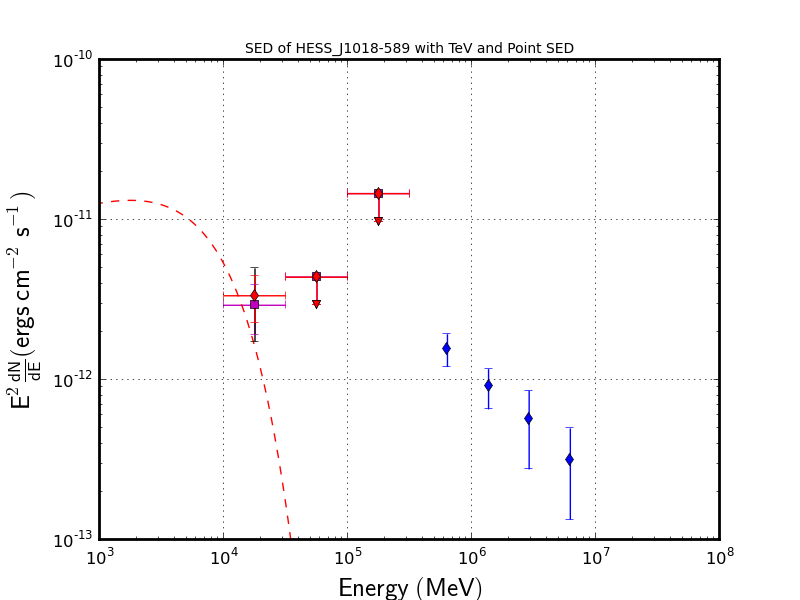 SED of HESS_J1018-589 with TeV and Point SED
10^-10
10^-11
10^-12
10^-13
E^2 dN/dE (ergs cm^-2 s^-1)
10^3 10^4 10^5 10^6 10^7 10^8
Energy (MeV)